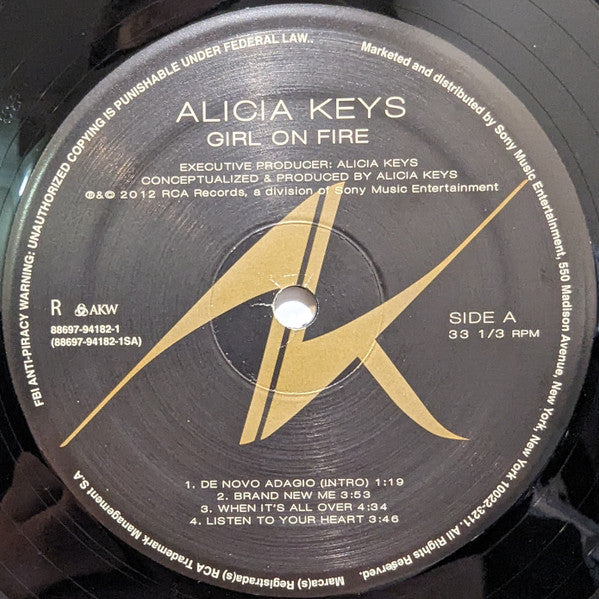 ALICIA KEYS
GIRL ON FIRE
EXECUTIVE PRODUCER: ALICIA KEYS
CONCEPTUALIZED & PRODUCED BY ALICIA KEYS
℗&© 2012 RCA Records, a division of Sony Music Entertainment
R AKW
88697-94182-1
(88697-94182-1SA)
SIDE A
33 1/3 RPM
1. DE NOVO ADAGIO (INTRO) 1:19
2. BRAND NEW ME 3:53
3. WHEN IT'S ALL OVER 4:34
4. LISTEN TO YOUR HEART 3:46
FBI ANTI-PIRACY WARNING: UNAUTHORIZED COPYING IS PUNISHABLE UNDER FEDERAL LAW..
Marketed and distributed by Sony Music Entertainment, 550 Madison Avenue, New York, New York 10022-3211. All Rights Reserved.
Marca(s) Registrada(s) RCA Trademark Management S.A